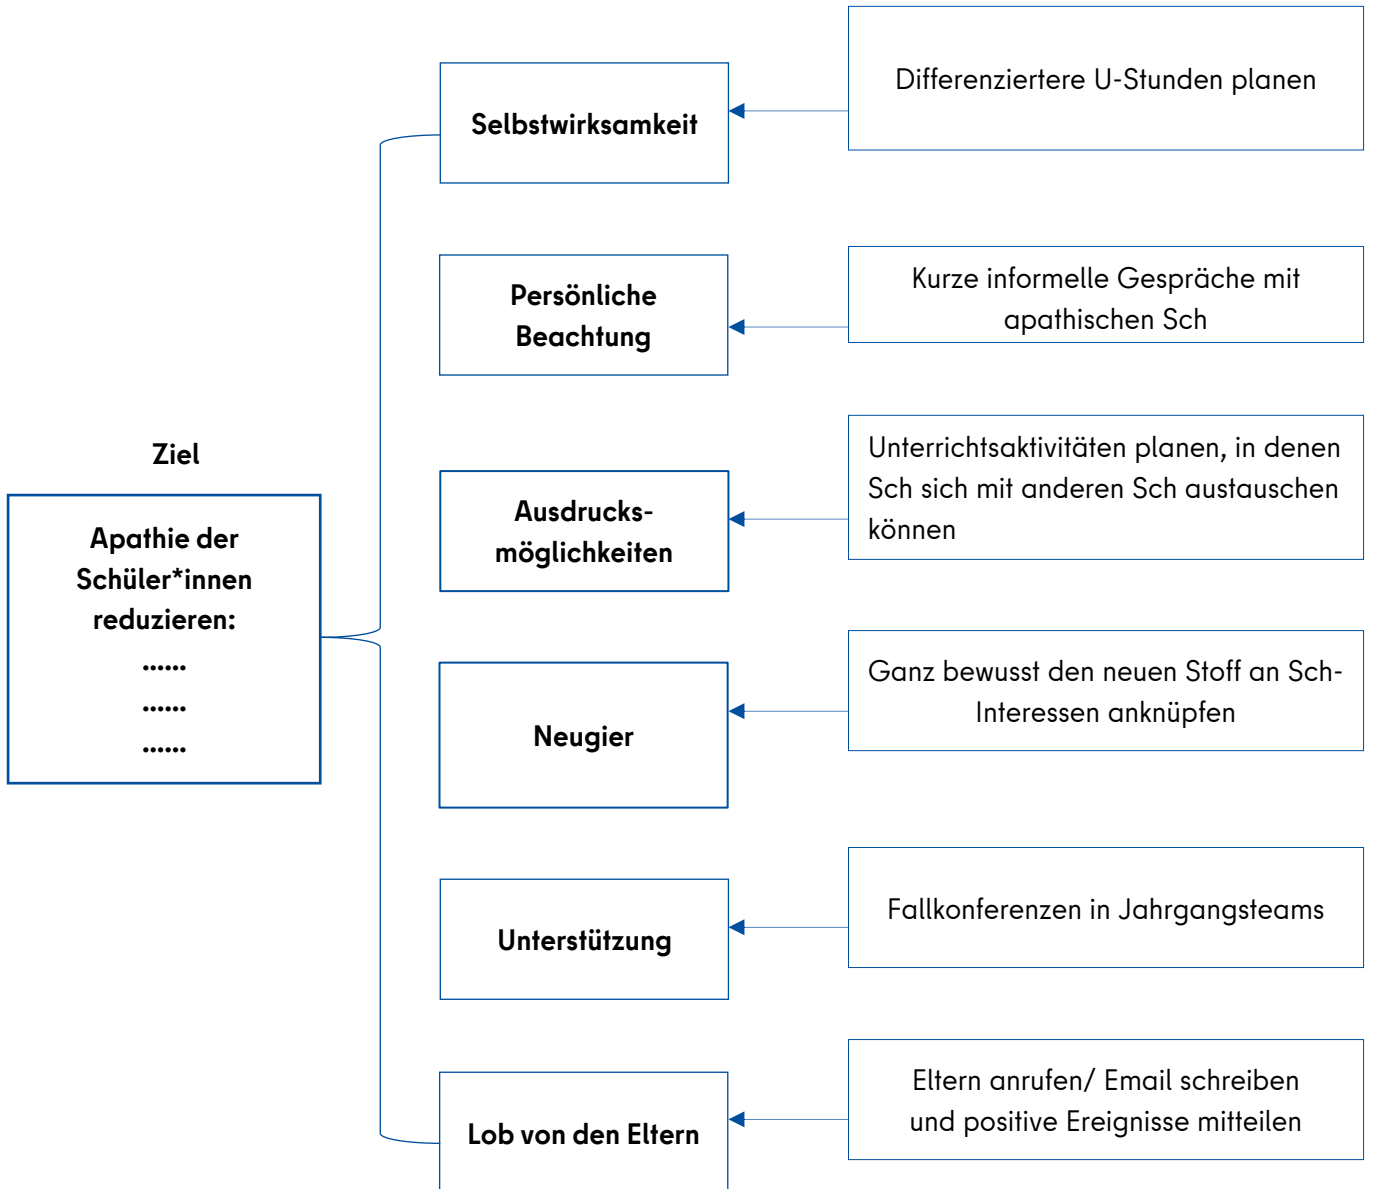 Differenziertere U-Stunden planen
Selbstwirksamkeit
Persönliche
Beachtung
Kurze informelle Gespräche mit
apathischen Sch
Ziel
Apathie der
Schüler*innen
reduzieren:
......
......
......
Ausdrucks-
möglichkeiten
Unterrichtsaktivitäten planen, in denen
Sch sich mit anderen Sch austauschen
können
Neugier
Ganz bewusst den neuen Stoff an Sch-
Interessen anknüpfen
Unterstützung
Fallkonferenzen in Jahrgangsteams
Lob von den Eltern
Eltern anrufen/ Email schreiben
und positive Ereignisse mitteilen